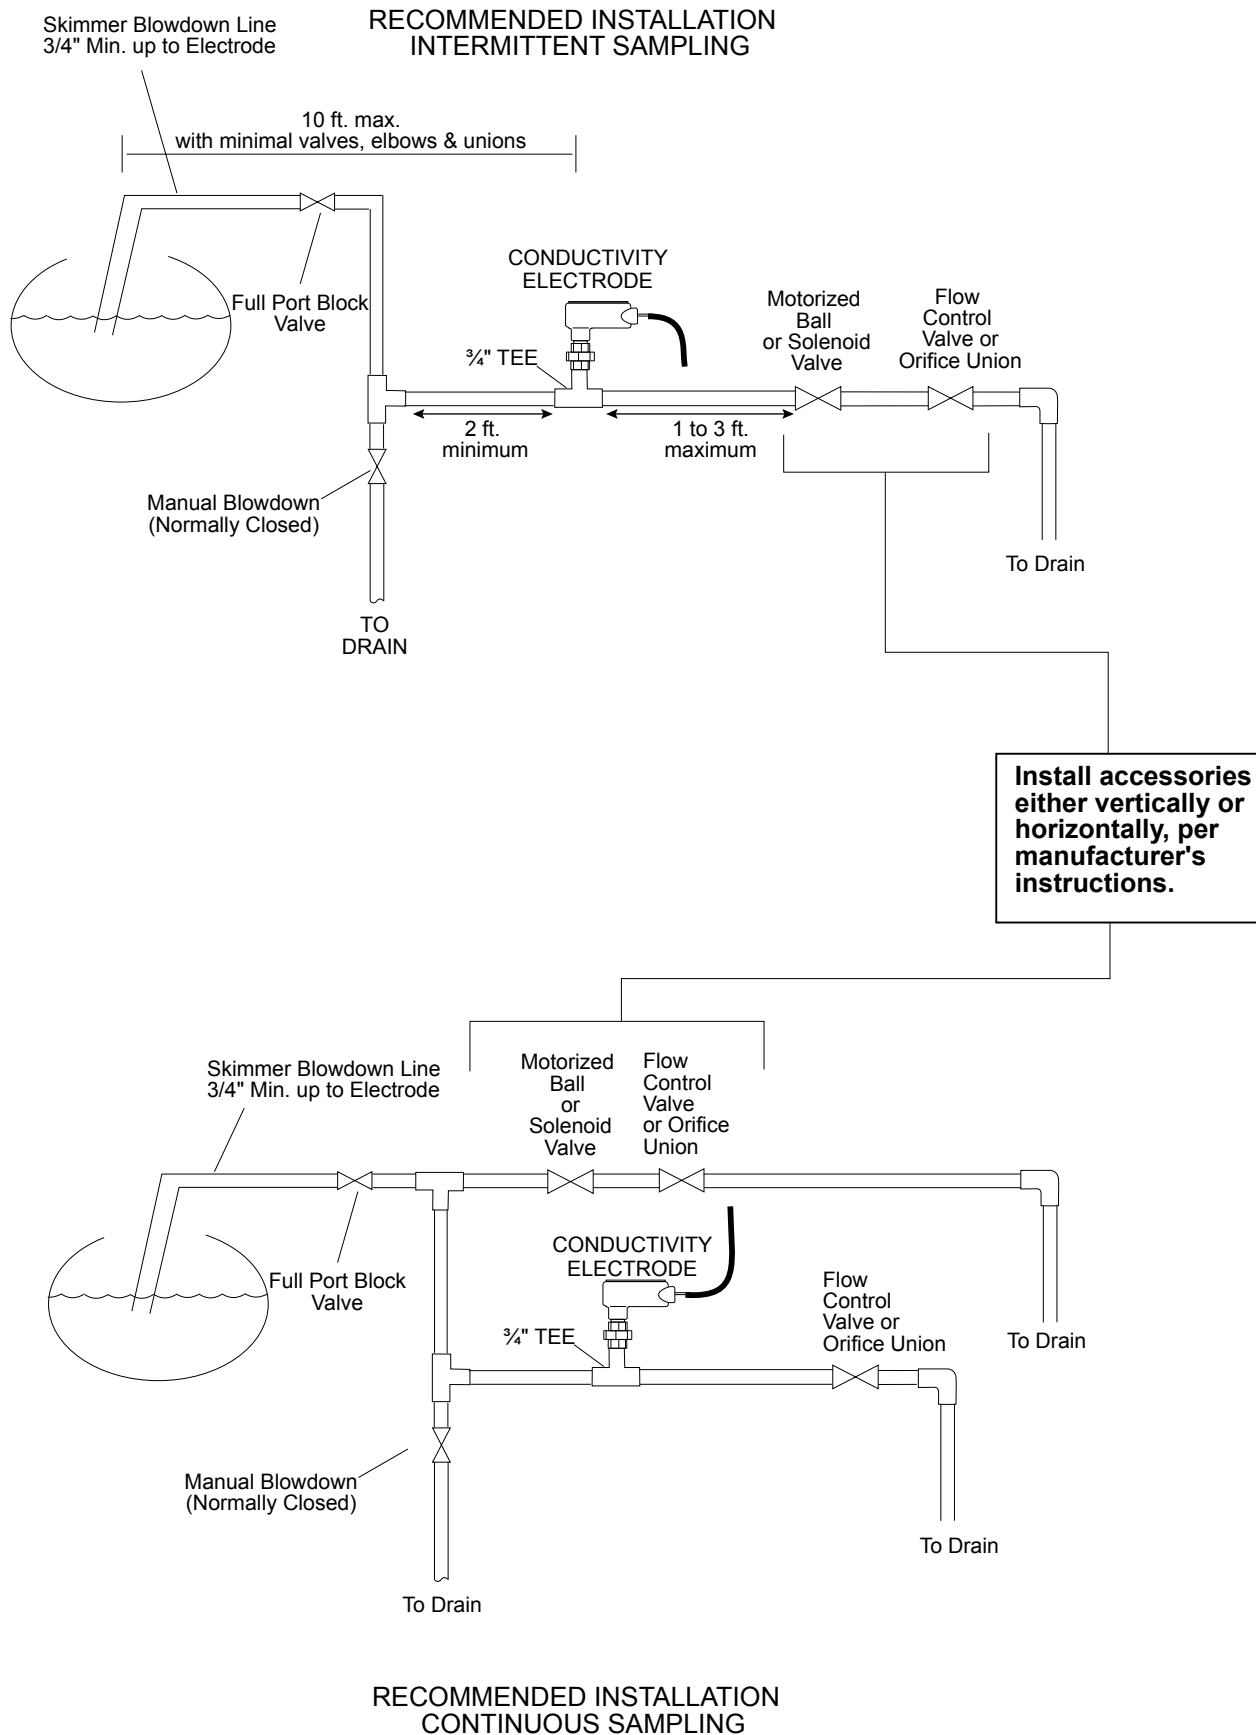 RECOMMENDED INSTALLATION
INTERMITTENT SAMPLING
Skimmer Blowdown Line
3/4" Min. up to Electrode
10 ft. max.
with minimal valves, elbows & unions
CONDUCTIVITY
ELECTRODE
Full Port Block
Valve
Motorized
Ball
or Solenoid
Valve
Flow
Control
Valve or
Orifice Union
¾" TEE
2 ft.
minimum
1 to 3 ft.
maximum
Manual Blowdown
(Normally Closed)
To Drain
TO
DRAIN
Install accessories
either vertically or
horizontally, per
manufacturer's
instructions.
Skimmer Blowdown Line
3/4" Min. up to Electrode
Motorized
Ball
or
Solenoid
Valve
Flow
Control
Valve
or Orifice
Union
CONDUCTIVITY
ELECTRODE
Full Port Block
Valve
Flow
Control
Valve or
Orifice Union
¾" TEE
To Drain
Manual Blowdown
(Normally Closed)
To Drain
To Drain
RECOMMENDED INSTALLATION
CONTINUOUS SAMPLING